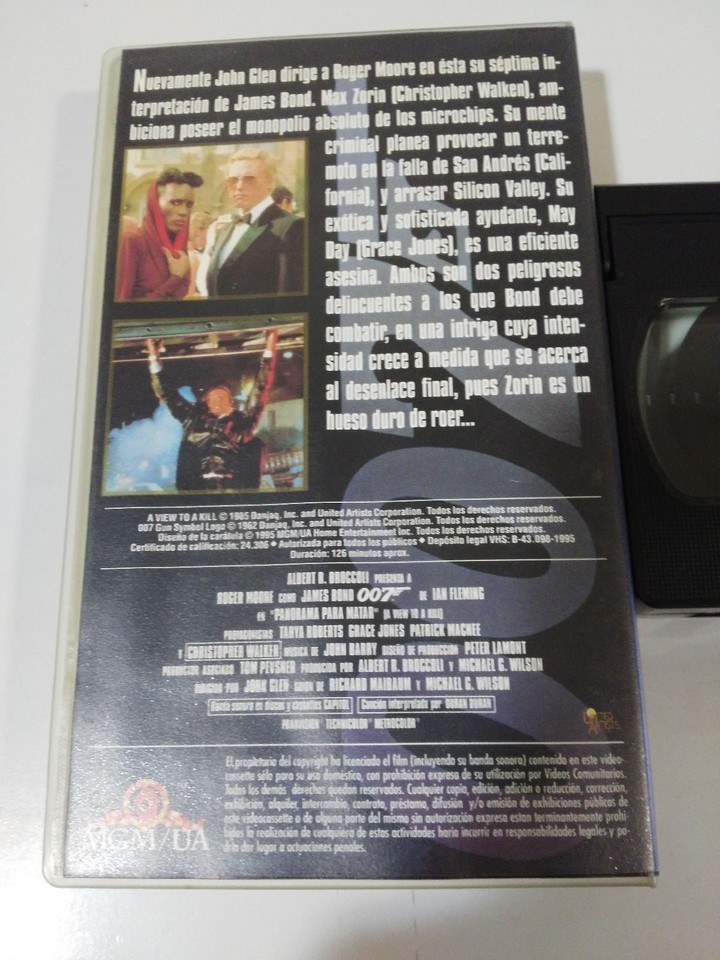 Nuevamente John Glen dirige a Roger Moore en ésta su séptima in-
terpretación de James Bond. Max Zorin (Christopher Walken), am-
biciona poseer el monopolio absoluto de los microchips. Su mente
criminal planea provocar un terre-
moto en la falla de San Andrés (Cali-
fornia), y arrasar Silicon Valley. Su
exótica y sofisticada ayudante, May
Day (Grace Jones), es una eficiente
asesina. Ambos son dos peligrosos
delincuentes a los que Bond debe
combatir, en una intriga cuya inten-
sidad crece a medida que se acerca
al desenlace final, pues Zorin es un
hueso duro de roer...
A VIEW TO A KILL © 1985 Danjaq, Inc. and United Artists Corporation. Todos los derechos reservados.
007 Gun Symbol Logo © 1962 Danjaq, Inc. and United Artists Corporation. Todos los derechos reservados.
Diseño de la carátula © 1995 MGM/UA Home Entertainment Inc. Todos los derechos reservados.
Certificado de calificación: 24.306 • Autorizada para todos los públicos • Depósito legal VHS: B-43.098-1995
Duración: 126 minutos aprox.
ALBERT R. BROCCOLI PRESENTA A
ROGER MOORE COMO JAMES BOND 007 DE IAN FLEMING
EN "PANORAMA PARA MATAR" (A VIEW TO A KILL)
PROTAGONISTAS TANYA ROBERTS GRACE JONES PATRICK MACNEE
Y CHRISTOPHER WALKEN MUSICA DE JOHN BARRY DISEÑO DE PRODUCCIÓN PETER LAMONT
PRODUCTOR ASOCIADO TOM PEVSNER PRODUCIDA POR ALBERT R. BROCCOLI Y MICHAEL G. WILSON
DIRIGIDA POR JOHN GLEN GUION DE RICHARD MAIBAUM Y MICHAEL G. WILSON
Banda sonora en discos y cassettes CAPITOL Canción interpretada por DURAN DURAN
PANAVISION® TECHNICOLOR® METROCOLOR®
MGM/UA
El propietario del copyright ha licenciado el film (incluyendo su banda sonora) contenido en este video-
cassette sólo para su uso doméstico, con prohibición expresa de su utilización por Videos Comunitarios.
Todos los demás derechos quedan reservados. Cualquier copia, edición, adición o reducción, corrección,
exhibición, alquiler, intercambio, contrato, préstamo, difusión y/o emisión de exhibiciones públicas de
este videocassette o de alguna parte del mismo sin autorización expresa están terminantemente prohi-
bidos la realización de cualquiera de estas actividades haría incurrir en responsabilidades legales y po-
dría dar lugar a actuaciones penales.